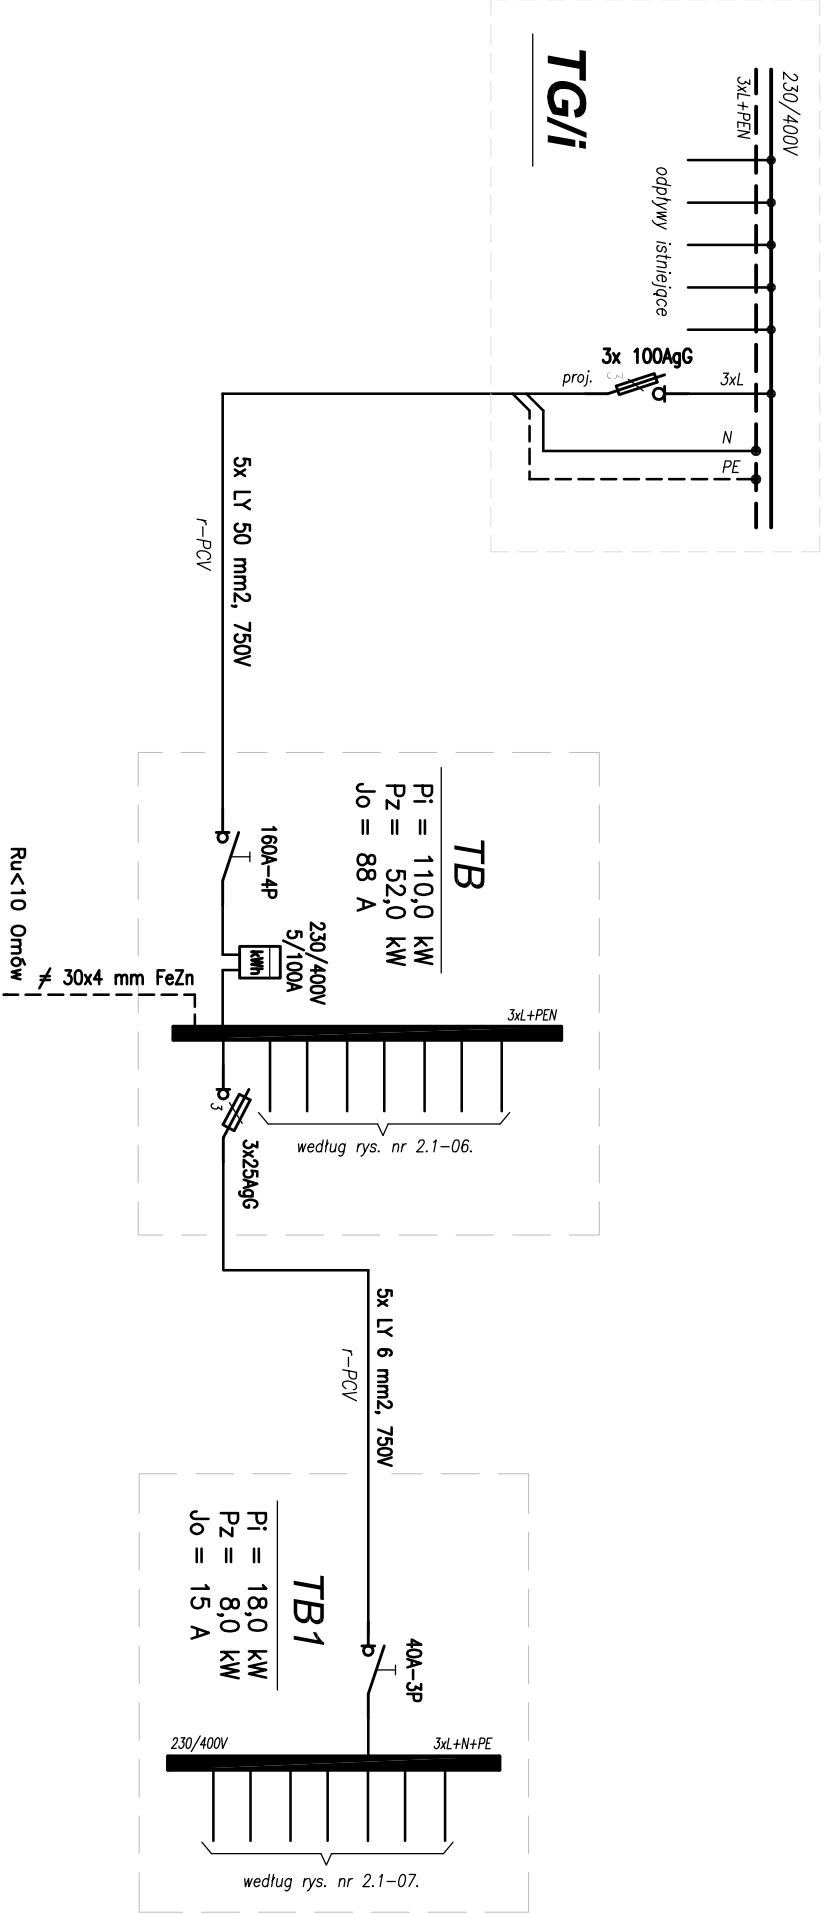 TG/i
230/400V
3xL+PEN
odpływy istniejące
3x 100AgG
proj.
3
3xL
N
PE
5x LY 50 mm2, 750V
r-PCV
TB
Pi = 110,0 kW
Pz = 52,0 kW
Jo = 88 A
160A-4P
230/400V
5/100A
kWh
Ru<10 Omów
≠ 30x4 mm FeZn
3xL+PEN
3
3x25AgG
według rys. nr 2.1-06.
5x LY 6 mm2, 750V
r-PCV
TB1
Pi = 18,0 kW
Pz = 8,0 kW
Jo = 15 A
40A-3P
230/400V
3xL+N+PE
według rys. nr 2.1-07.